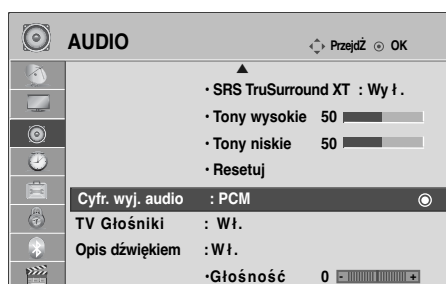 AUDIO
PrzejdŹ OK
• SRS TruSurround XT : Wył.
• Tony wysokie 50
• Tony niskie 50
• Resetuj
Cyfr. wyj. audio : PCM
TV Głośniki : Wł.
Opis dźwiękiem :Wł.
•Głośność 0 - +